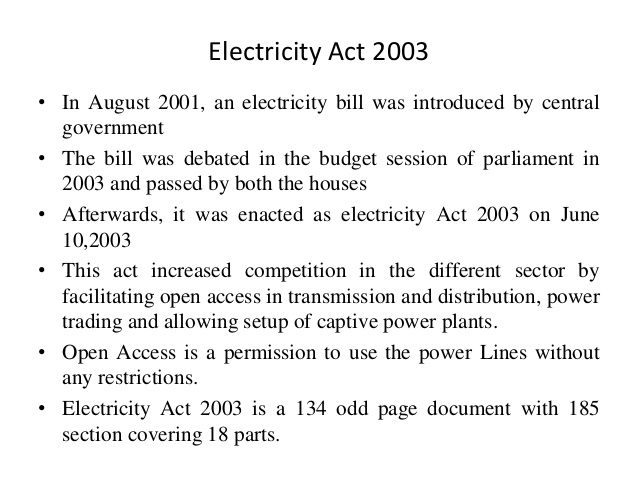 Electricity Act 2003
• In August 2001, an electricity bill was introduced by central
government
• The bill was debated in the budget session of parliament in
2003 and passed by both the houses
• Afterwards, it was enacted as electricity Act 2003 on June
10,2003
• This act increased competition in the different sector by
facilitating open access in transmission and distribution, power
trading and allowing setup of captive power plants.
• Open Access is a permission to use the power Lines without
any restrictions.
• Electricity Act 2003 is a 134 odd page document with 185
section covering 18 parts.